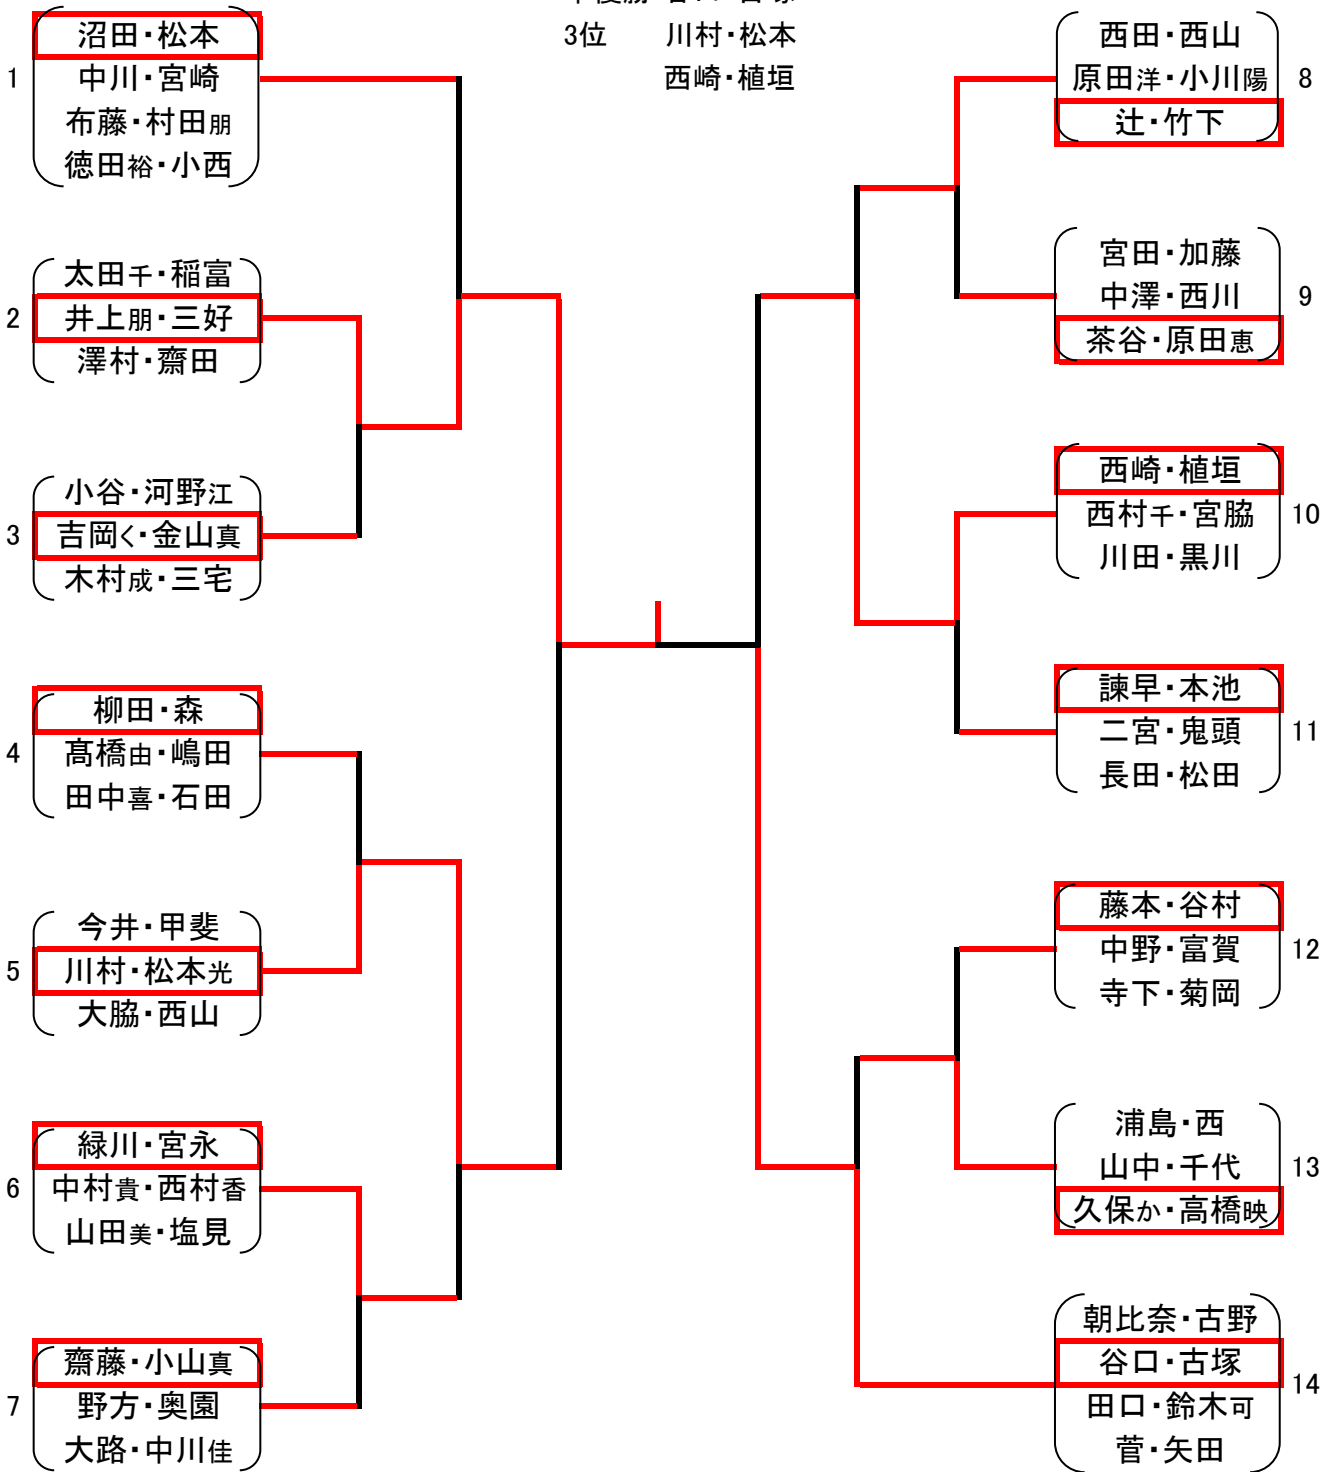 3位 川村・松本
西崎・植垣
1
沼田・松本
中川・宮崎
布藤・村田朋
徳田裕・小西
2
太田千・稲富
井上朋・三好
澤村・齋田
3
小谷・河野江
吉岡く・金山真
木村成・三宅
4
柳田・森
髙橋由・嶋田
田中喜・石田
5
今井・甲斐
川村・松本光
大脇・西山
6
緑川・宮永
中村貴・西村香
山田美・塩見
7
齋藤・小山真
野方・奥園
大路・中川佳
西田・西山
原田洋・小川陽
辻・竹下
8
宮田・加藤
中澤・西川
茶谷・原田恵
9
西崎・植垣
西村千・宮脇
川田・黒川
10
諫早・本池
二宮・鬼頭
長田・松田
11
藤本・谷村
中野・富賀
寺下・菊岡
12
浦島・西
山中・千代
久保か・高橋映
13
朝比奈・古野
谷口・古塚
田口・鈴木可
菅・矢田
14